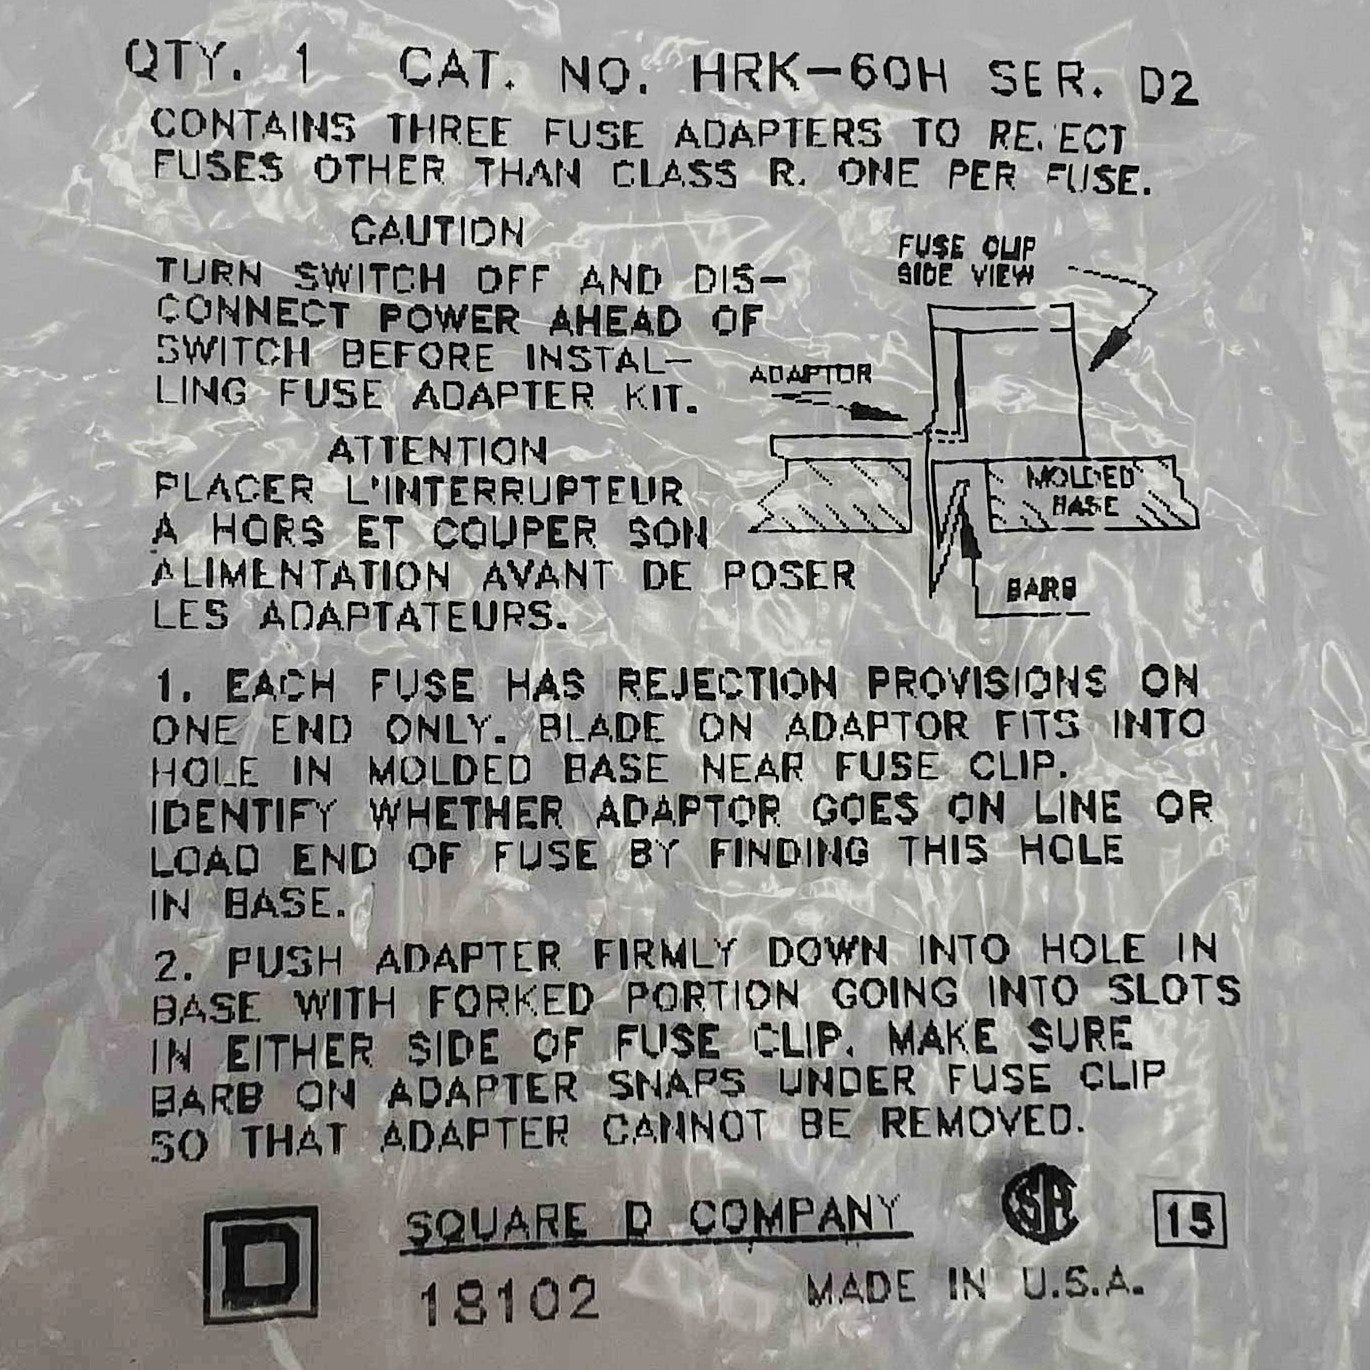 QTY. 1 CAT. NO. HRK-60H SER. D2
CONTAINS THREE FUSE ADAPTERS TO REJECT
FUSES OTHER THAN CLASS R. ONE PER FUSE.
CAUTION
TURN SWITCH OFF AND DIS-
CONNECT POWER AHEAD OF
SWITCH BEFORE INSTAL-
LING FUSE ADAPTER KIT.
FUSE CLIP
SIDE VIEW
ADAPTOR
MOLDED
BASE
BARB
ATTENTION
PLACER L'INTERRUPTEUR
A HORS ET COUPER SON
ALIMENTATION AVANT DE POSER
LES ADAPTATEURS.
1. EACH FUSE HAS REJECTION PROVISIONS ON
ONE END ONLY. BLADE ON ADAPTOR FITS INTO
HOLE IN MOLDED BASE NEAR FUSE CLIP.
IDENTIFY WHETHER ADAPTOR GOES ON LINE OR
LOAD END OF FUSE BY FINDING THIS HOLE
IN BASE.
2. PUSH ADAPTER FIRMLY DOWN INTO HOLE IN
BASE WITH FORKED PORTION GOING INTO SLOTS
IN EITHER SIDE OF FUSE CLIP. MAKE SURE
BARB ON ADAPTER SNAPS UNDER FUSE CLIP
SO THAT ADAPTER CANNOT BE REMOVED.
D SQUARE D COMPANY SA 15
18102 MADE IN U.S.A.